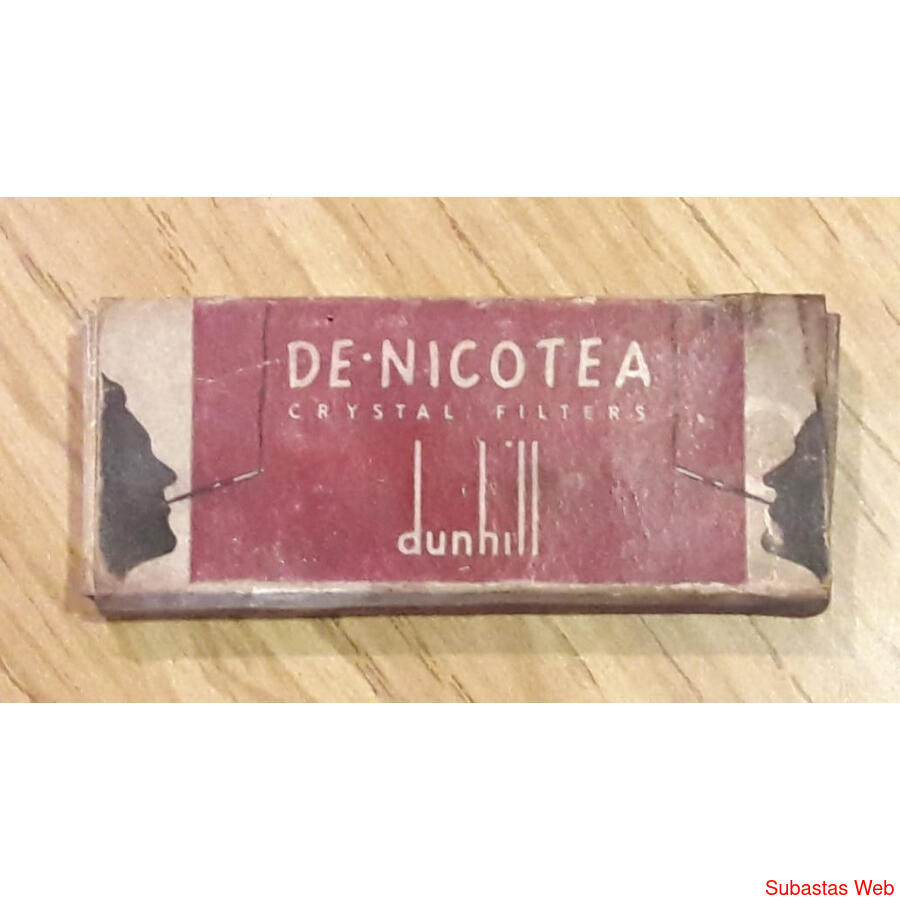 DE·NICOTEA
CRYSTAL FILTERS
dunhill
Subastas Web